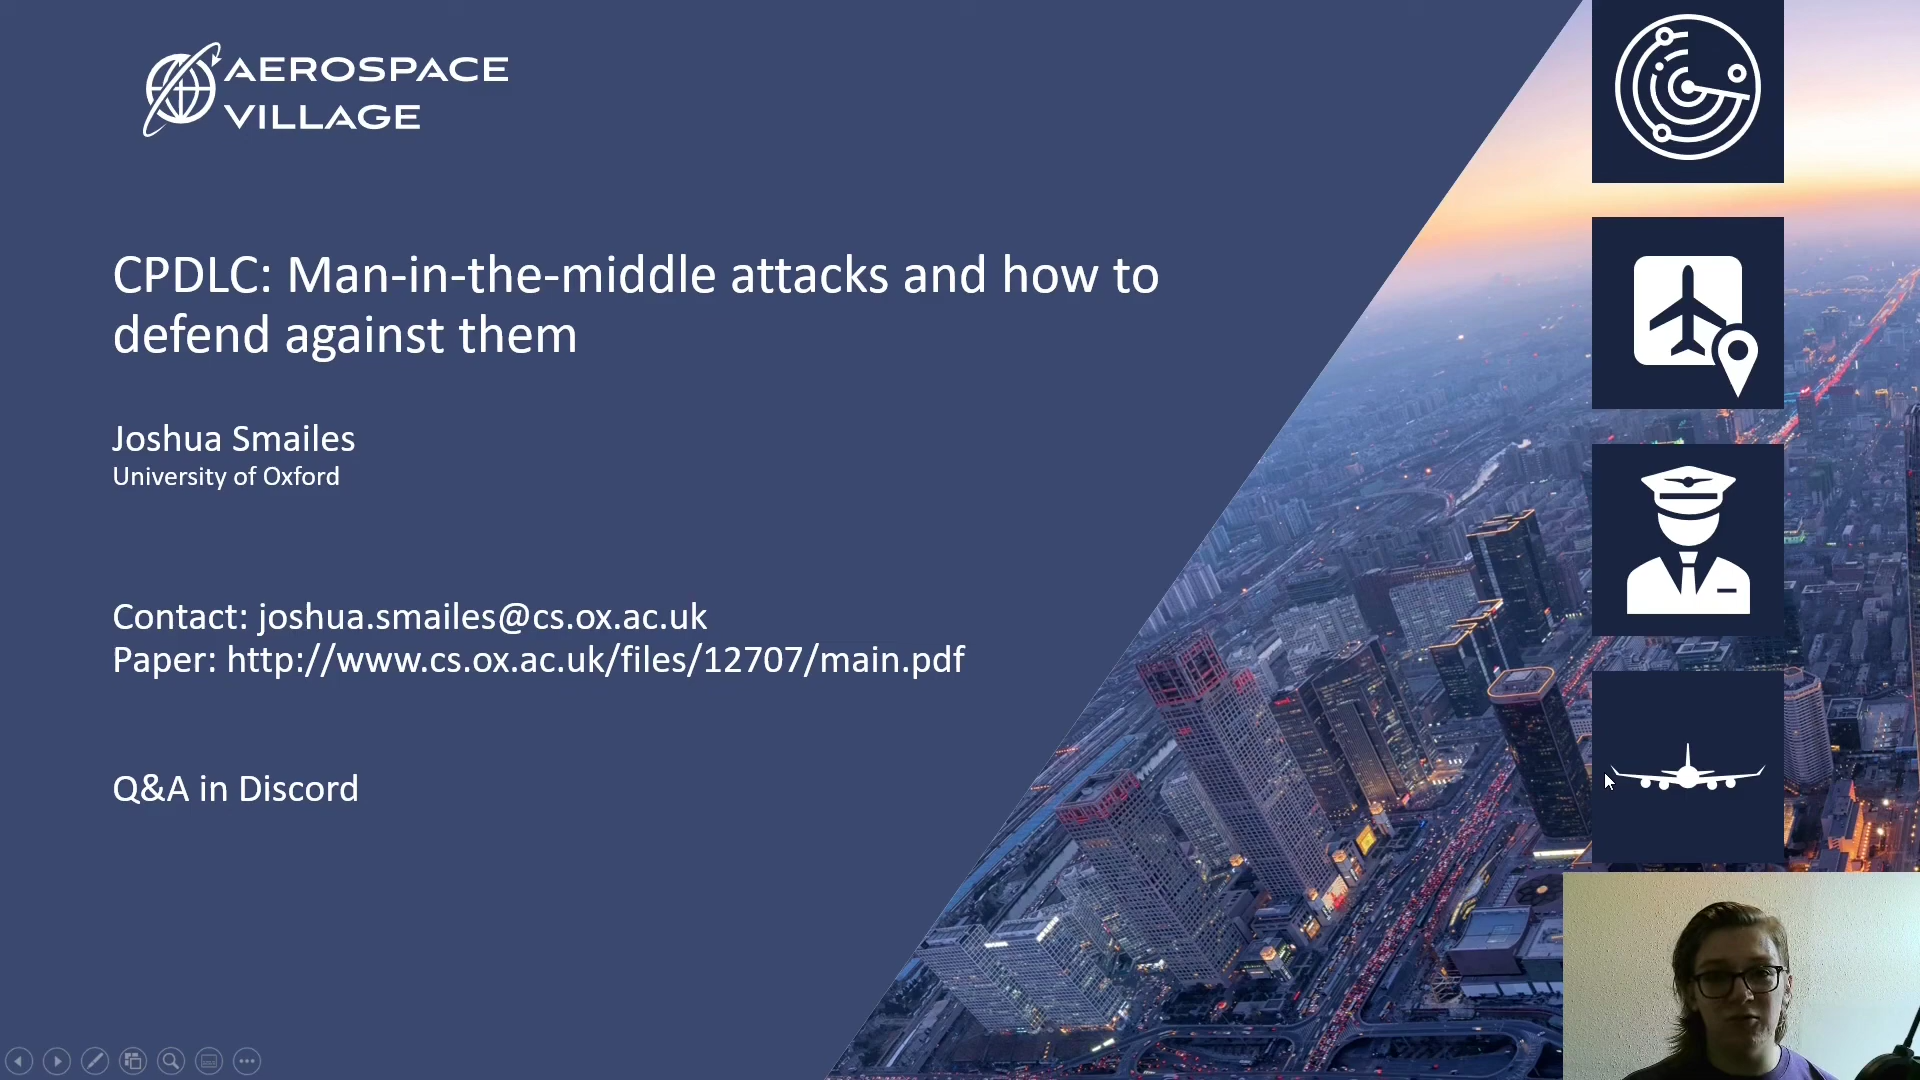 AEROSPACE
VILLAGE
CPDLC: Man-in-the-middle attacks and how to
defend against them
Joshua Smailes
University of Oxford
Contact: joshua.smailes@cs.ox.ac.uk
Paper: http://www.cs.ox.ac.uk/files/12707/main.pdf
Q&A in Discord